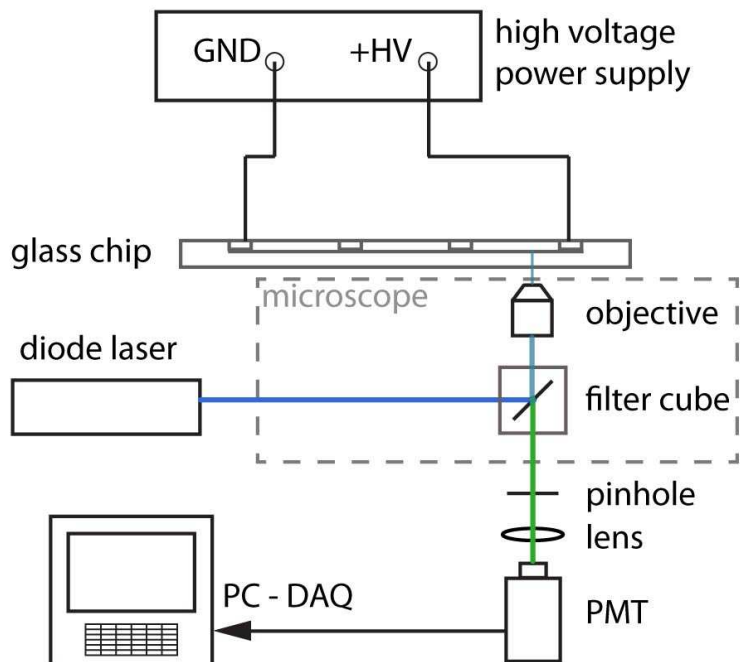 GND +HV
high voltage
power supply
glass chip
microscope
objective
diode laser
filter cube
pinhole
lens
PC - DAQ
PMT